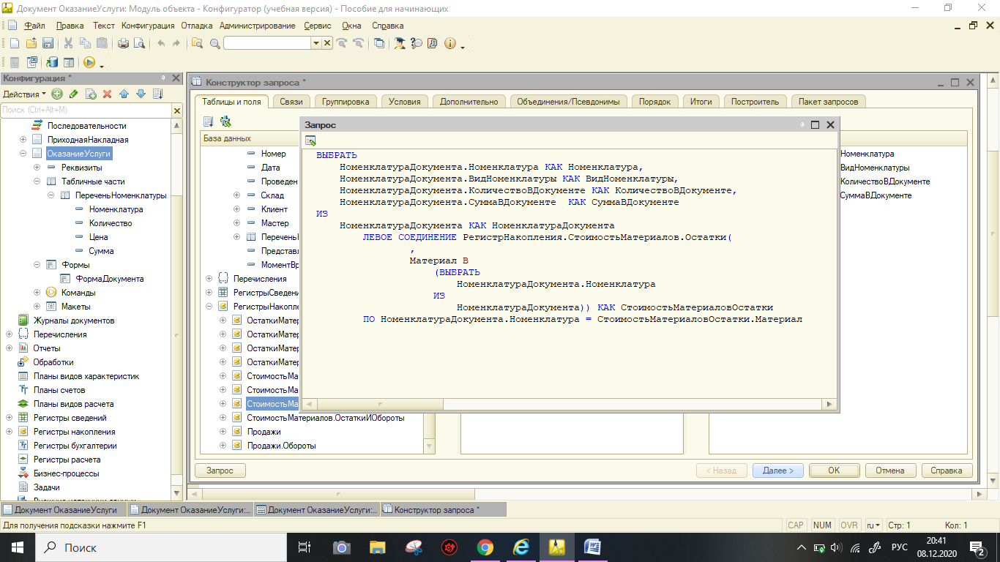 Документ ОказаниеУслуги: Модуль объекта - Конфигуратор (учебная версия) - Пособие для начинающих
Файл Правка Текст Конфигурация Отладка Администрирование Сервис Окна Справка
Конфигурация *
Действия
Поиск (Ctrl+Alt+M)
Последовательности
ПриходнаяНакладная
ОказаниеУслуги
Реквизиты
Табличные части
ПереченьНоменклатуры
Номенклатура
Количество
Цена
Сумма
Формы
ФормаДокумента
Команды
Макеты
Журналы документов
Перечисления
Отчеты
Обработки
Планы видов характеристик
Планы счетов
Планы видов расчета
Регистры сведений
Регистры накопления
Регистры бухгалтерии
Регистры расчета
Бизнес-процессы
Задачи
Конструктор запроса *
Таблицы и поля Связи Группировка Условия Дополнительно Объединения/Псевдонимы Порядок Итоги Построитель Пакет запросов
База данных
Номер
Дата
Проведен
Склад
Клиент
Мастер
Перечень
Представл
МоментВр
Перечисления
РегистрыСведени
РегистрыНакопле
ОстаткиМатер
ОстаткиМатер
ОстаткиМатер
ОстаткиМатер
СтоимостьМа
СтоимостьМа
СтоимостьМа
СтоимостьМатериалов.ОстаткиИОбороты
Продажи
Продажи.Обороты
Запрос
ВЫБРАТЬ
НоменклатураДокумента.Номенклатура КАК Номенклатура,
НоменклатураДокумента.ВидНоменклатуры КАК ВидНоменклатуры,
НоменклатураДокумента.КоличествоВДокументе КАК КоличествоВДокументе,
НоменклатураДокумента.СуммаВДокументе КАК СуммаВДокументе
ИЗ
НоменклатураДокумента КАК НоменклатураДокумента
ЛЕВОЕ СОЕДИНЕНИЕ РегистрНакопления.СтоимостьМатериалов.Остатки(
,
Материал В
(ВЫБРАТЬ
НоменклатураДокумента.Номенклатура
ИЗ
НоменклатураДокумента)) КАК СтоимостьМатериаловОстатки
ПО НоменклатураДокумента.Номенклатура = СтоимостьМатериаловОстатки.Материал
Номенклатура
ВидНоменклатуры
КоличествоВДокументе
СуммаВДокументе
Запрос < Назад Далее > OK Отмена Справка
Документ ОказаниеУслуги Документ ОказаниеУслуги:... Документ ОказаниеУслуги:... Конструктор запроса *
Для получения подсказки нажмите F1 CAP NUM OVR ru Стр: 1 Кол: 1
Поиск РУС 20:41
08.12.2020 2